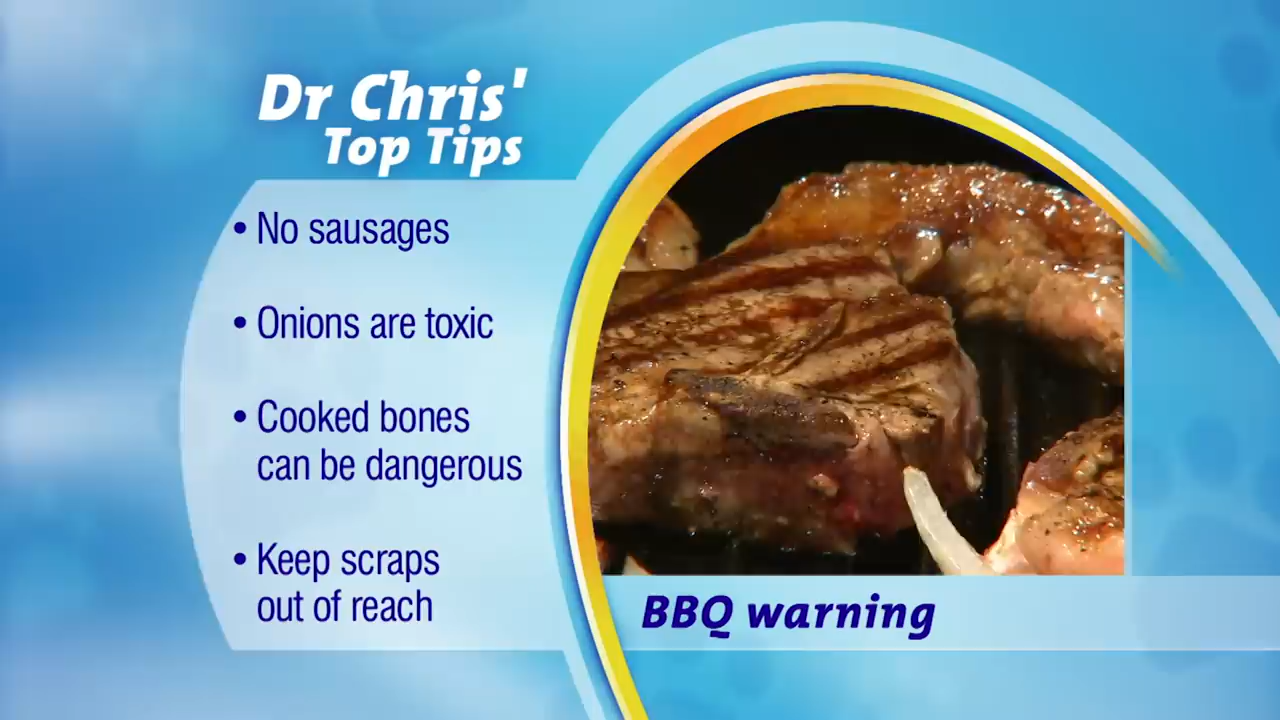 Dr Chris'
Top Tips
• No sausages
• Onions are toxic
• Cooked bones
can be dangerous
• Keep scraps
out of reach
BBQ warning